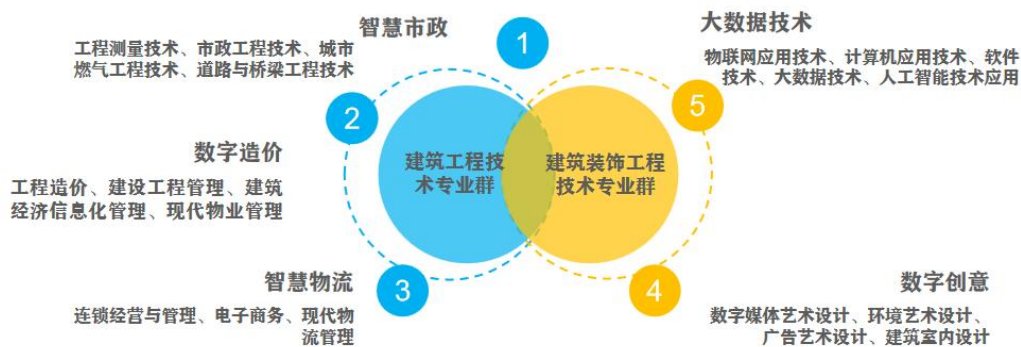 智慧市政
工程测量技术、市政工程技术、城市
燃气工程技术、道路与桥梁工程技术
1
2
数字造价
工程造价、建设工程管理、建筑
经济信息化管理、现代物业管理
智慧物流
3
连锁经营与管理、电子商务、现代物
流管理
建筑工程技
术专业群
建筑装饰工程
技术专业群
大数据技术
物联网应用技术、计算机应用技术、软件
技术、大数据技术、人工智能技术应用
5
4
数字创意
数字媒体艺术设计、环境艺术设计、
广告艺术设计、建筑室内设计